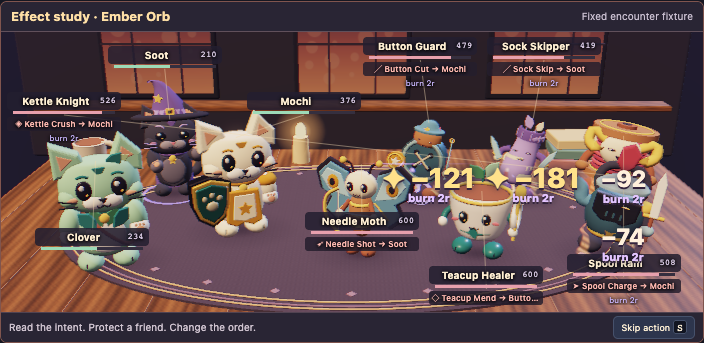 Effect study · Ember Orb
Fixed encounter fixture
Soot 210
Button Guard 479
⟋ Button Cut → Mochi
burn 2r
Sock Skipper 419
⟋ Sock Skip → Soot
burn 2r
Kettle Knight 526
◈ Kettle Crush → Mochi
burn 2r
Mochi 376
✦−121
burn 2r
✦−181
burn 2r
−92
burn 2r
Clover 234
Needle Moth 600
➶ Needle Shot → Soot
−74
burn 2r
Spool Ram 508
➤ Spool Charge → Mochi
burn 2r
Teacup Healer 600
◇ Teacup Mend → Butto…
Read the intent. Protect a friend. Change the order.
Skip action S